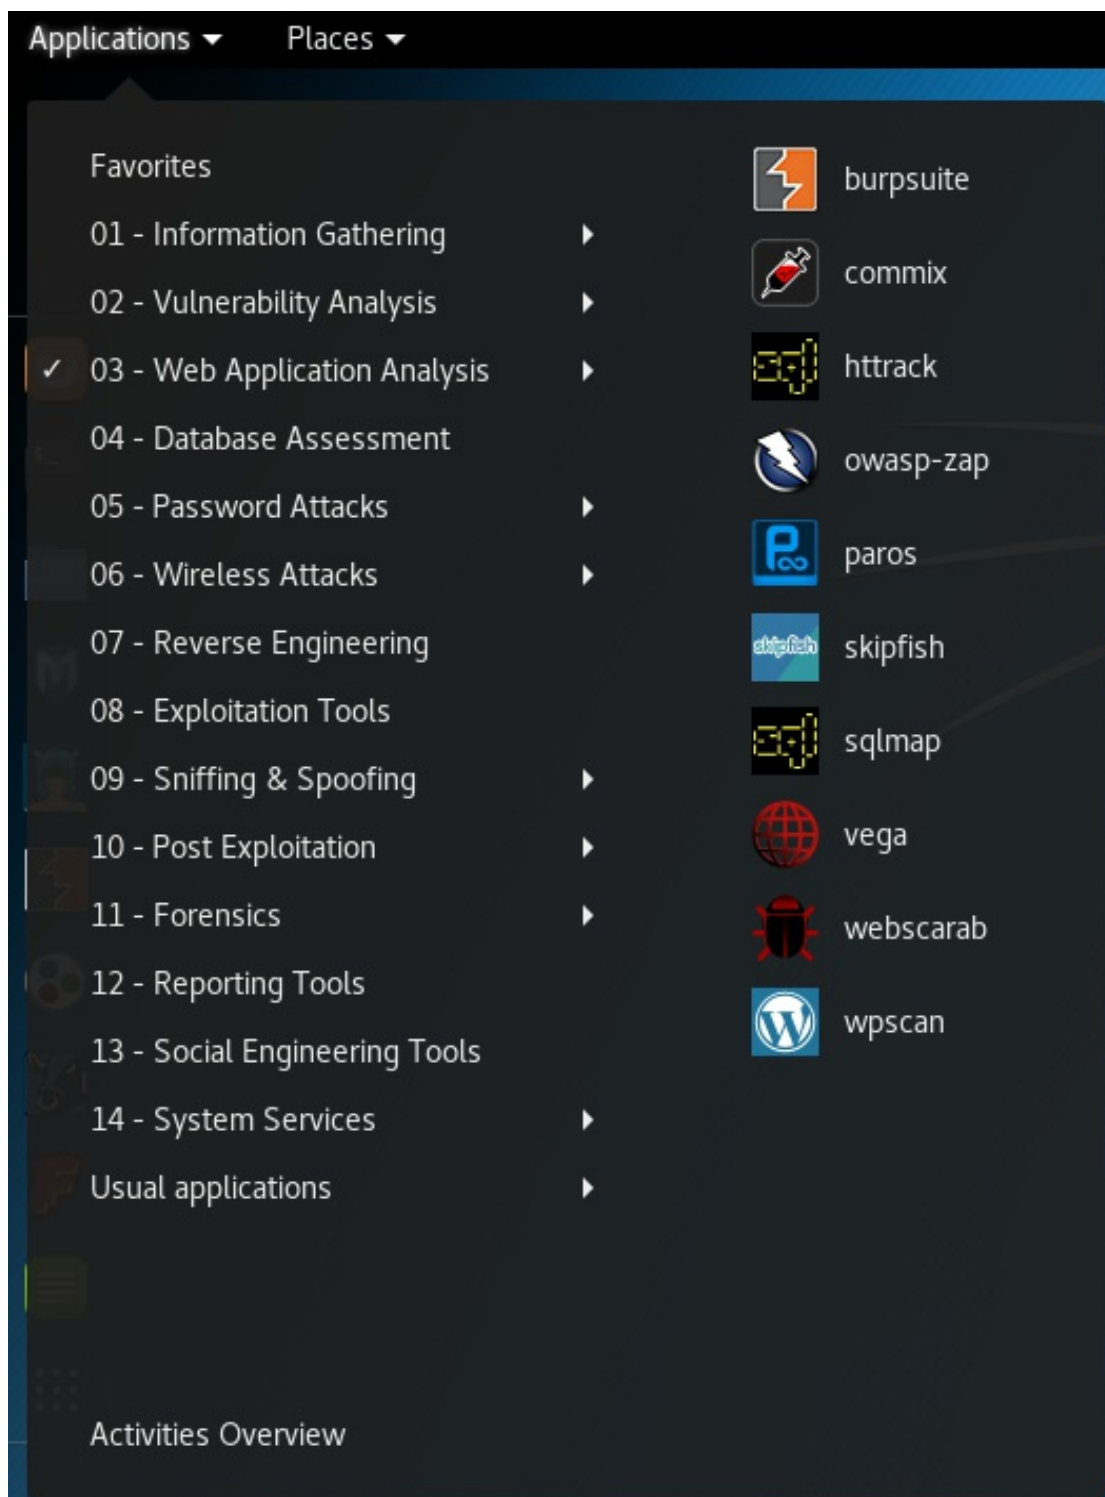 Applications Places
Favorites
01 - Information Gathering
02 - Vulnerability Analysis
✓ 03 - Web Application Analysis
04 - Database Assessment
05 - Password Attacks
06 - Wireless Attacks
07 - Reverse Engineering
08 - Exploitation Tools
09 - Sniffing & Spoofing
10 - Post Exploitation
11 - Forensics
12 - Reporting Tools
13 - Social Engineering Tools
14 - System Services
Usual applications
Activities Overview
burpsuite
commix
httrack
owasp-zap
paros
skipfish
skipfish
sqlmap
vega
webscarab
wpscan